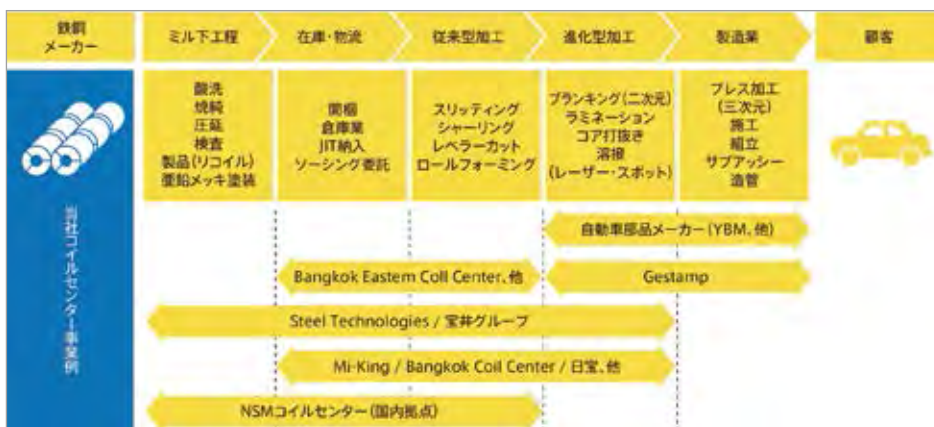 鉄鋼
メーカー
ミル下工程
在庫・物流
従来型加工
進化型加工
製造業
顧客
酸洗
焼鈍
圧延
検査
製品(リコイル)
亜鉛メッキ塗装
開梱
倉庫業
JIT納入
ソーシング委託
スリッティング
シャーリング
レベラーカット
ロールフォーミング
ブランキング(二次元)
ラミネーション
コア打抜き
溶接
(レーザー・スポット)
プレス加工
(三次元)
施工
組立
サブアッシー
造管
当社コイルセンター事業例
自動車部品メーカー(YBM、他)
Bangkok Eastern Coil Center、他
Gestamp
Steel Technologies / 宝井グループ
Mi-King / Bangkok Coil Center / 日宝、他
NSMコイルセンター(国内拠点)